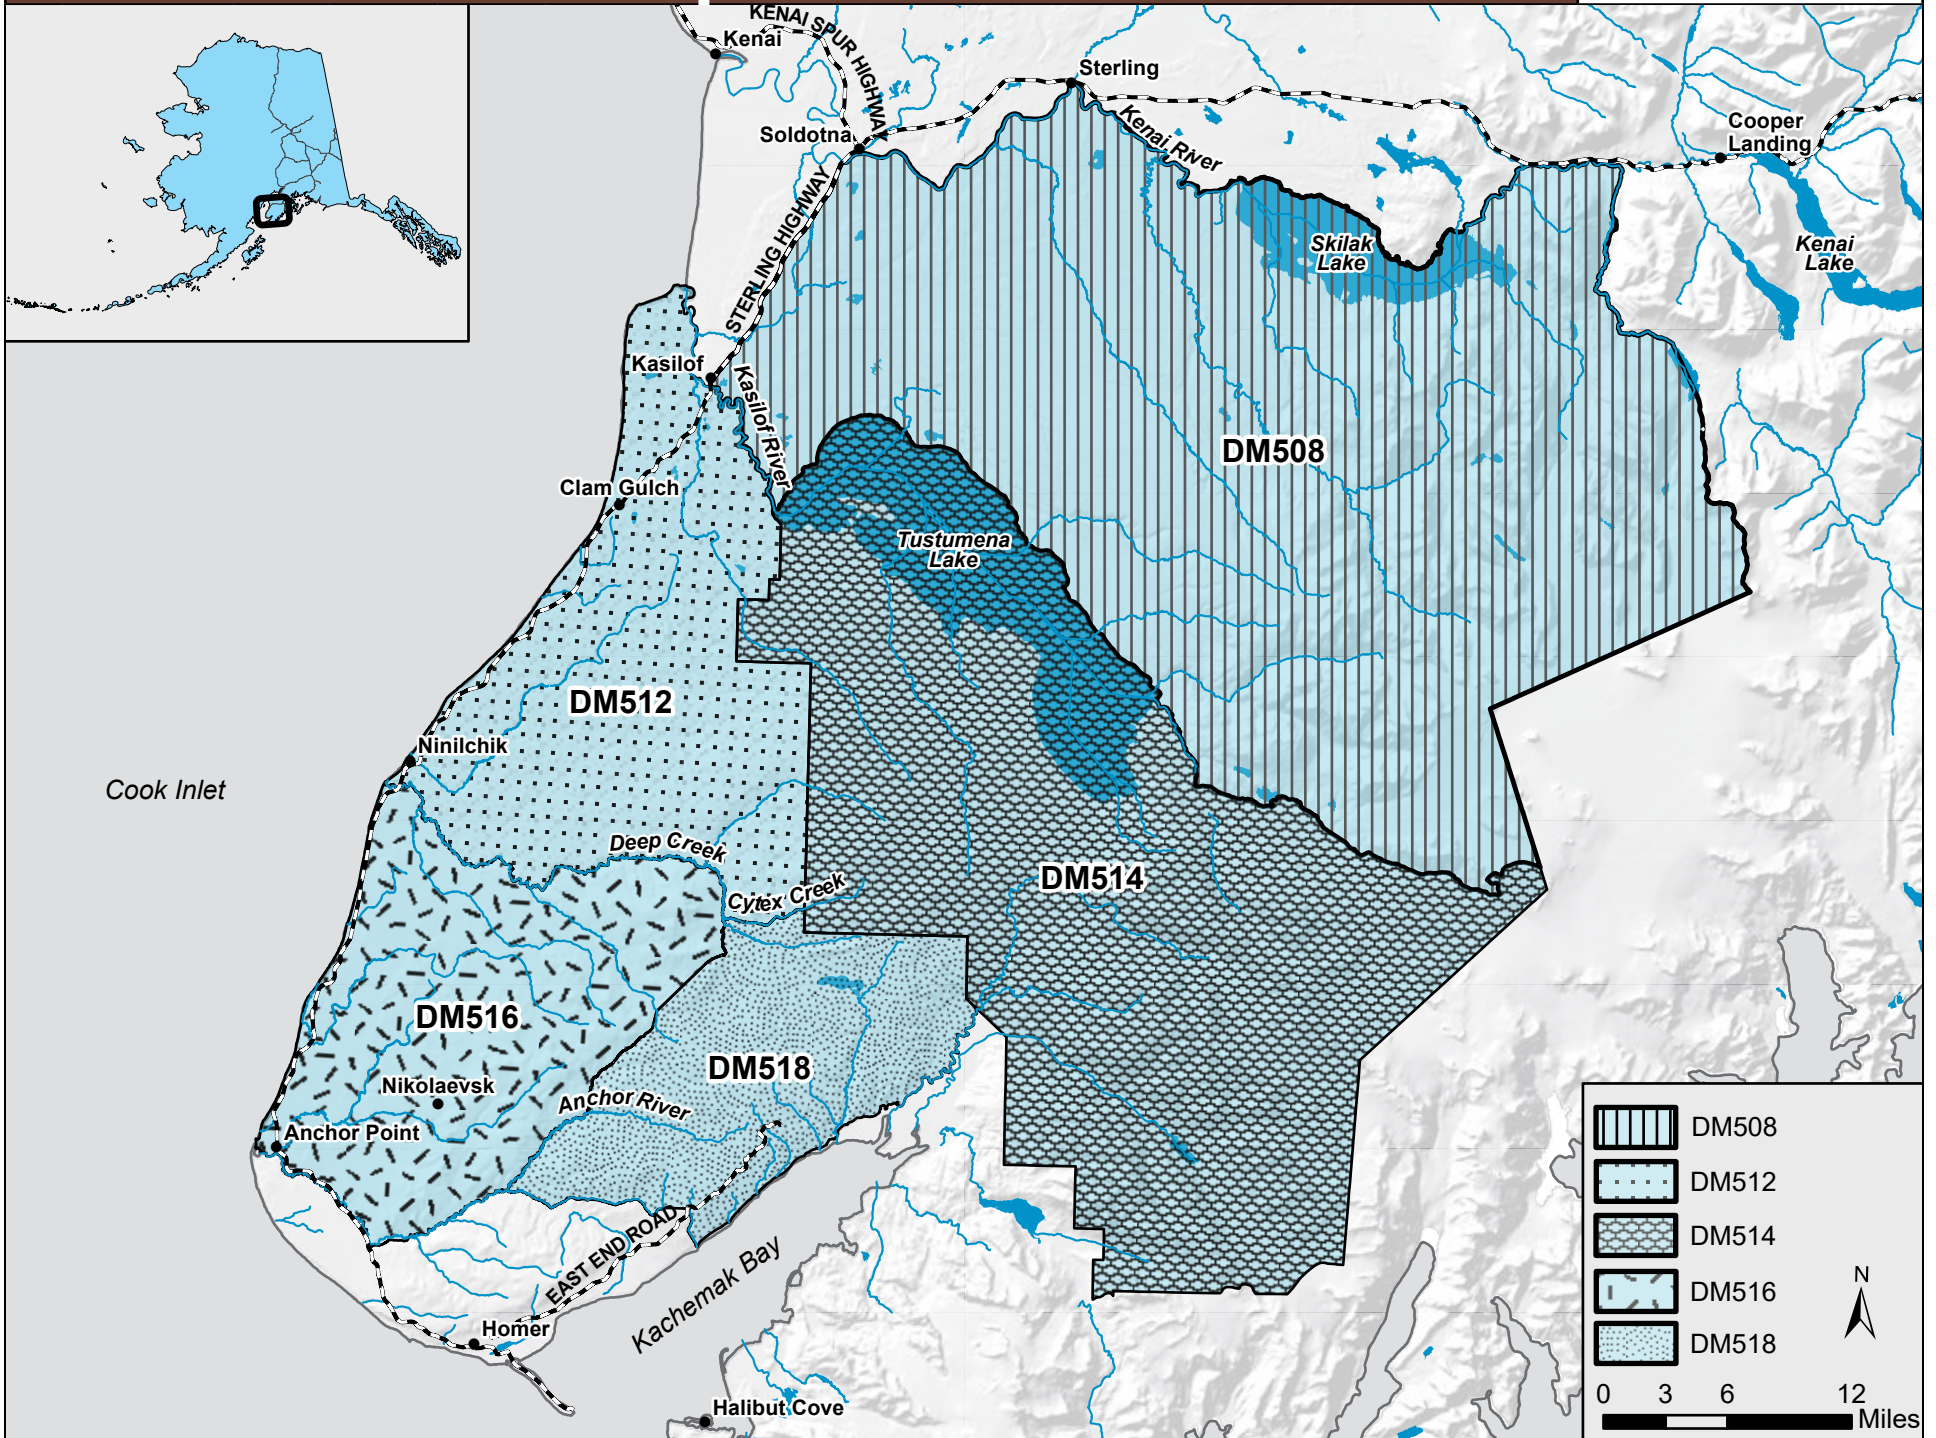 KENAI SPUR HIGHWAY
Kenai
Sterling
Kenai River
Soldotna
Cooper
Landing
STERLING HIGHWAY
Skilak
Lake
Kenai
Lake
Kasilof
Kasilof River
DM508
Clam Gulch
Tustumena
Lake
DM512
Ninilchik
Cook Inlet
Deep Creek
Cytex Creek
DM514
DM516
DM518
Nikolaevsk
Anchor River
Anchor Point
EAST END ROAD
Kachemak Bay
Homer
Halibut Cove
DM508
DM512
DM514
DM516
DM518
N
0 3 6 12
Miles